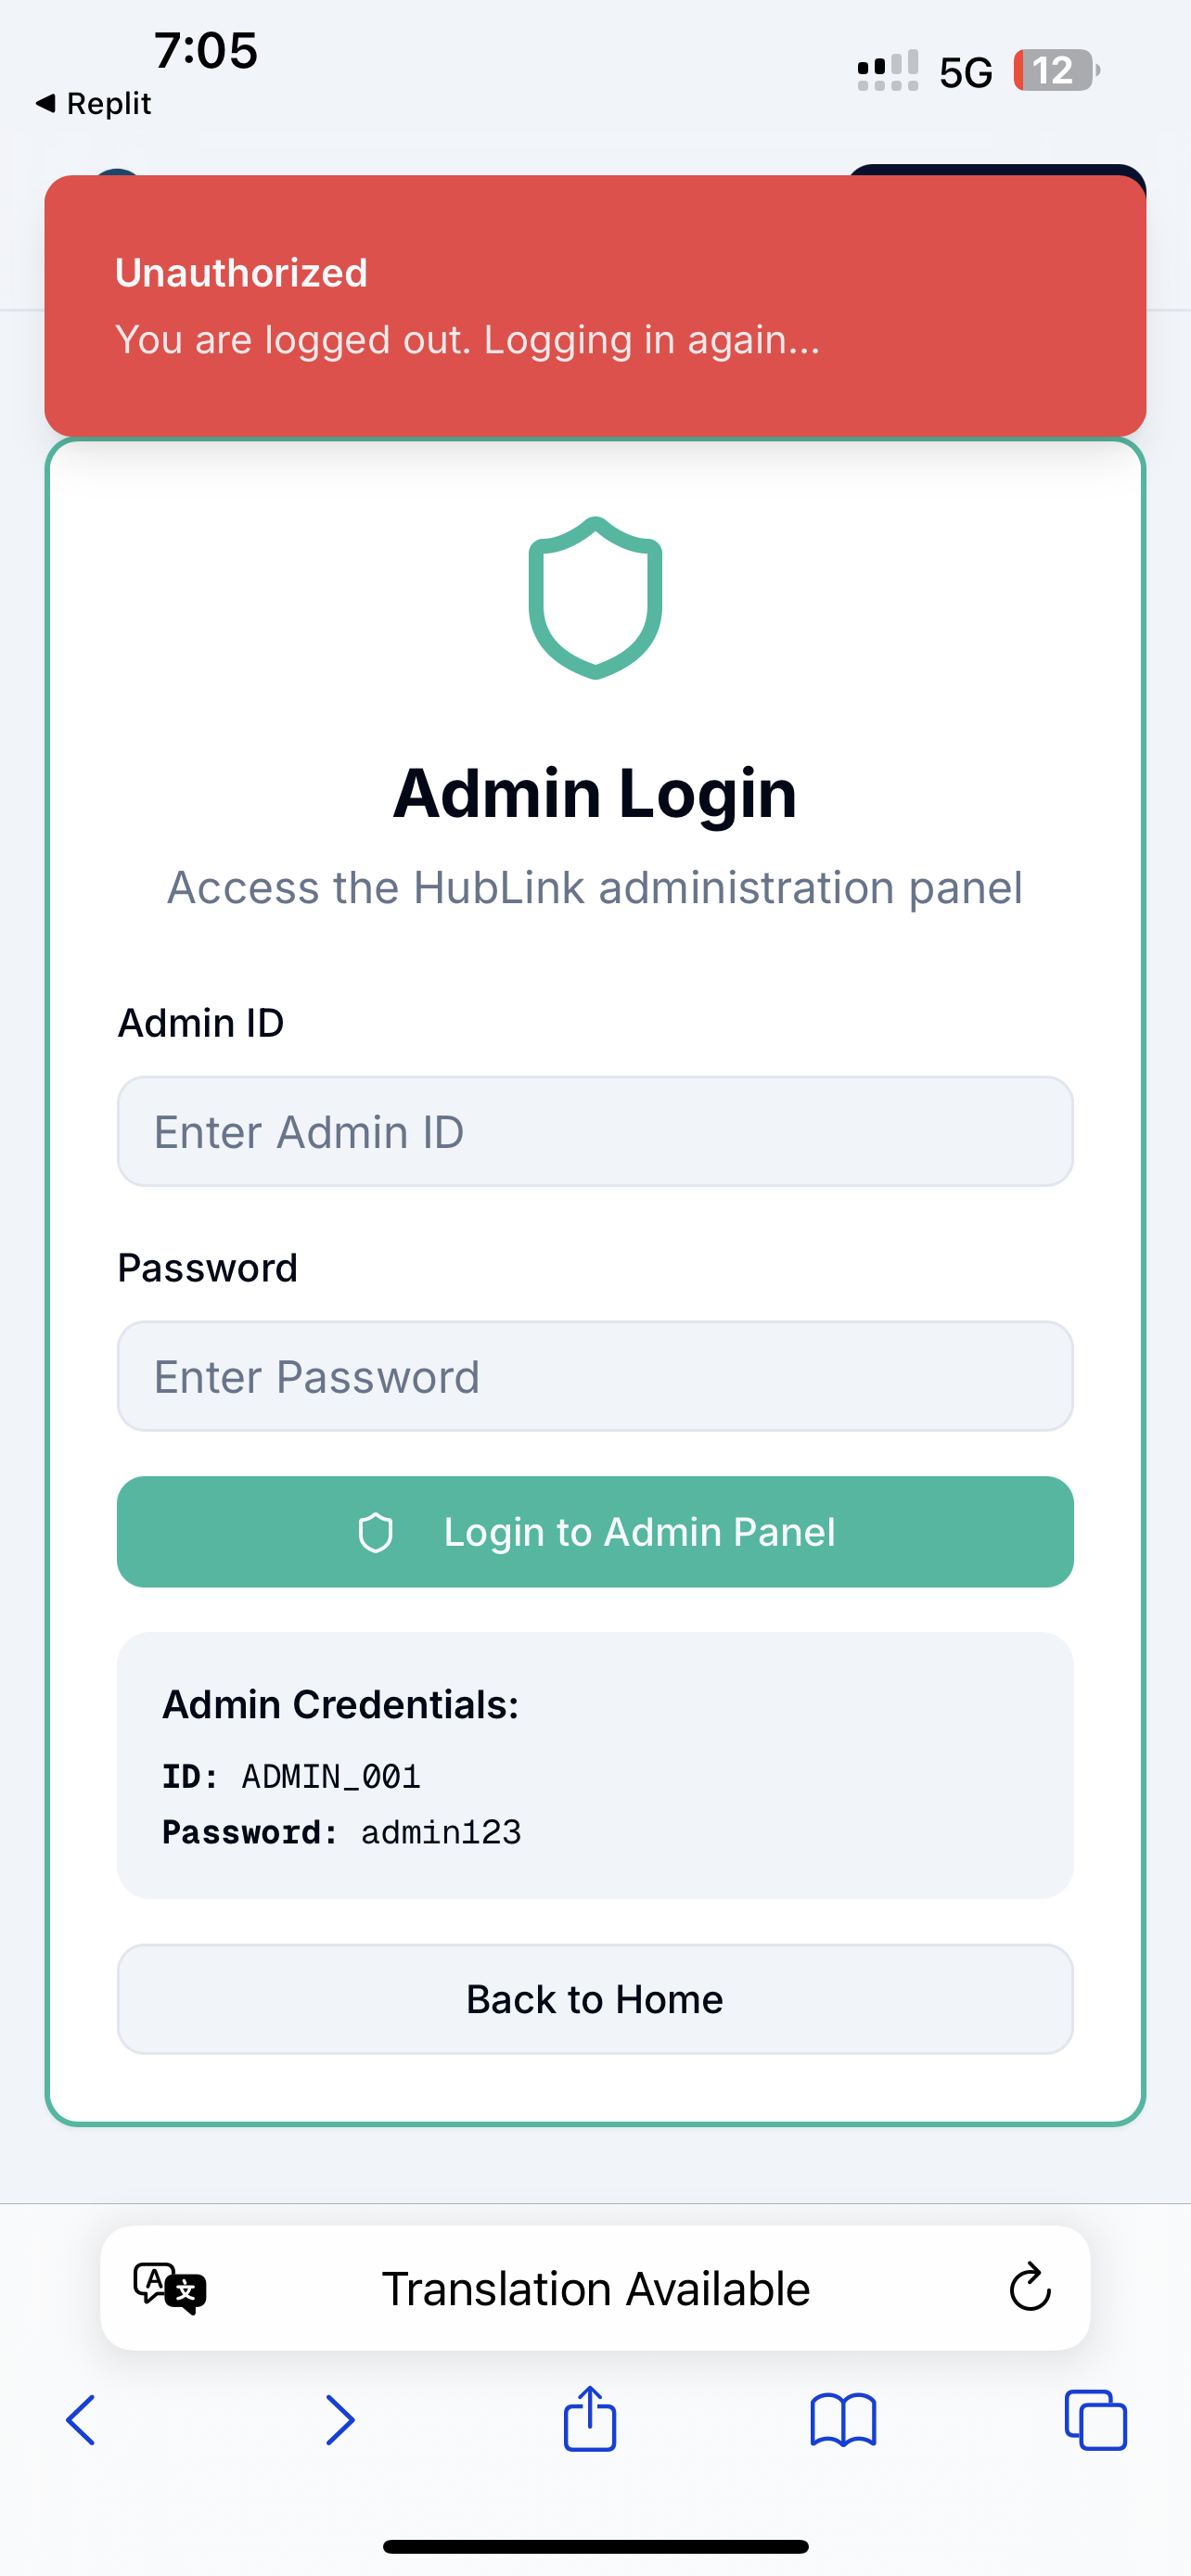 7:05
5G
12
◀ Replit
Unauthorized
You are logged out. Logging in again...
Admin Login
Access the HubLink administration panel
Admin ID
Enter Admin ID
Password
Enter Password
Login to Admin Panel
Admin Credentials:
ID: ADMIN_001
Password: admin123
Back to Home
Translation Available